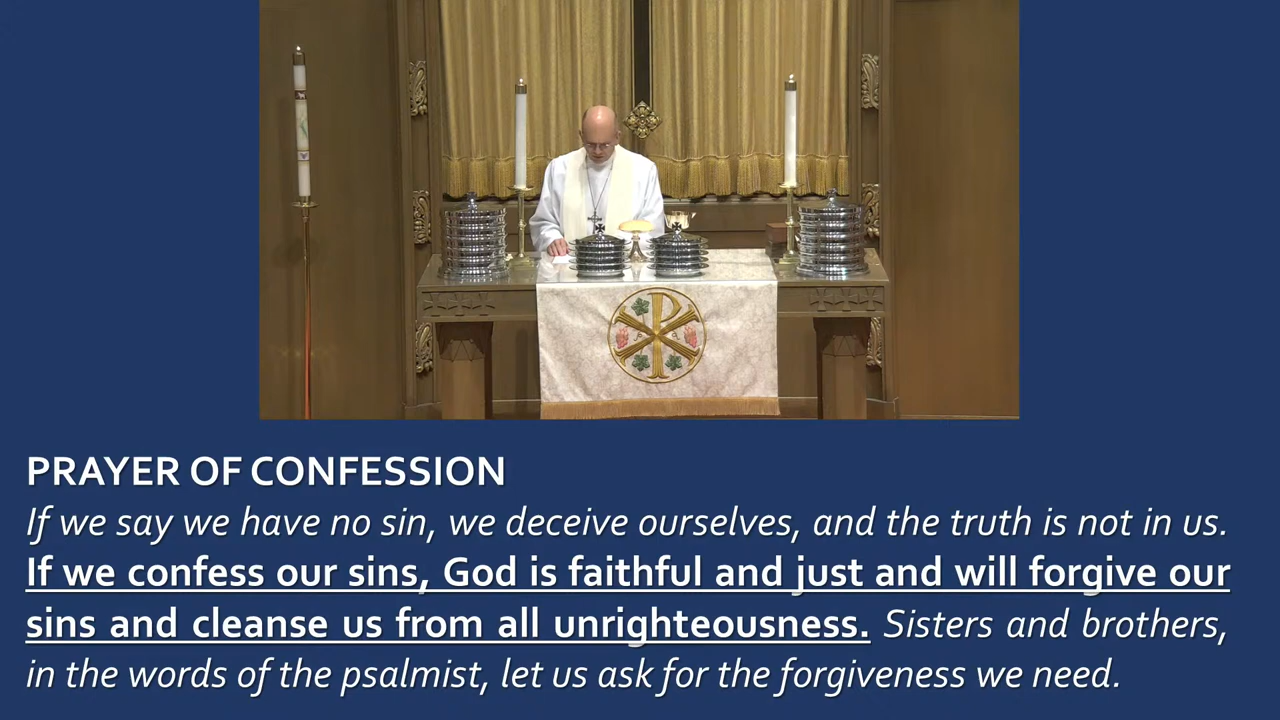 PRAYER OF CONFESSION
If we say we have no sin, we deceive ourselves, and the truth is not in us.
If we confess our sins, God is faithful and just and will forgive our
sins and cleanse us from all unrighteousness. Sisters and brothers,
in the words of the psalmist, let us ask for the forgiveness we need.